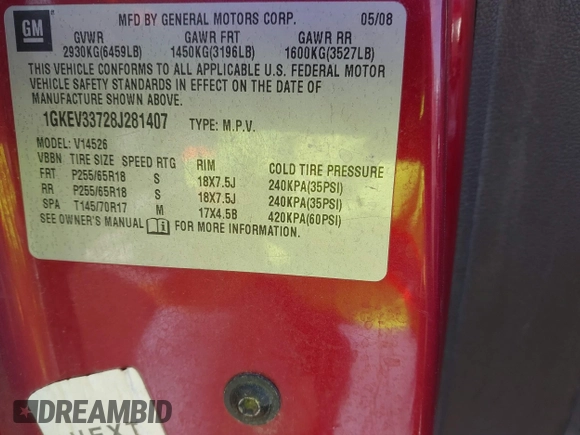 GM
MFD BY GENERAL MOTORS CORP. 05/08
GVWR GAWR FRT GAWR RR
2930KG(6459LB) 1450KG(3196LB) 1600KG(3527LB)
THIS VEHICLE CONFORMS TO ALL APPLICABLE U.S. FEDERAL MOTOR
VEHICLE SAFETY STANDARDS IN EFFECT ON THE DATE OF
MANUFACTURE SHOWN ABOVE.
1GKEV33728J281407 TYPE: M.P.V.
MODEL: V14526
VBBN TIRE SIZE SPEED RTG RIM COLD TIRE PRESSURE
FRT P255/65R18 S 18X7.5J 240KPA(35PSI)
RR P255/65R18 S 18X7.5J 240KPA(35PSI)
SPA T145/70R17 M 17X4.5B 420KPA(60PSI)
SEE OWNER'S MANUAL FOR MORE INFORMATION.
DREAMBID
NEXT